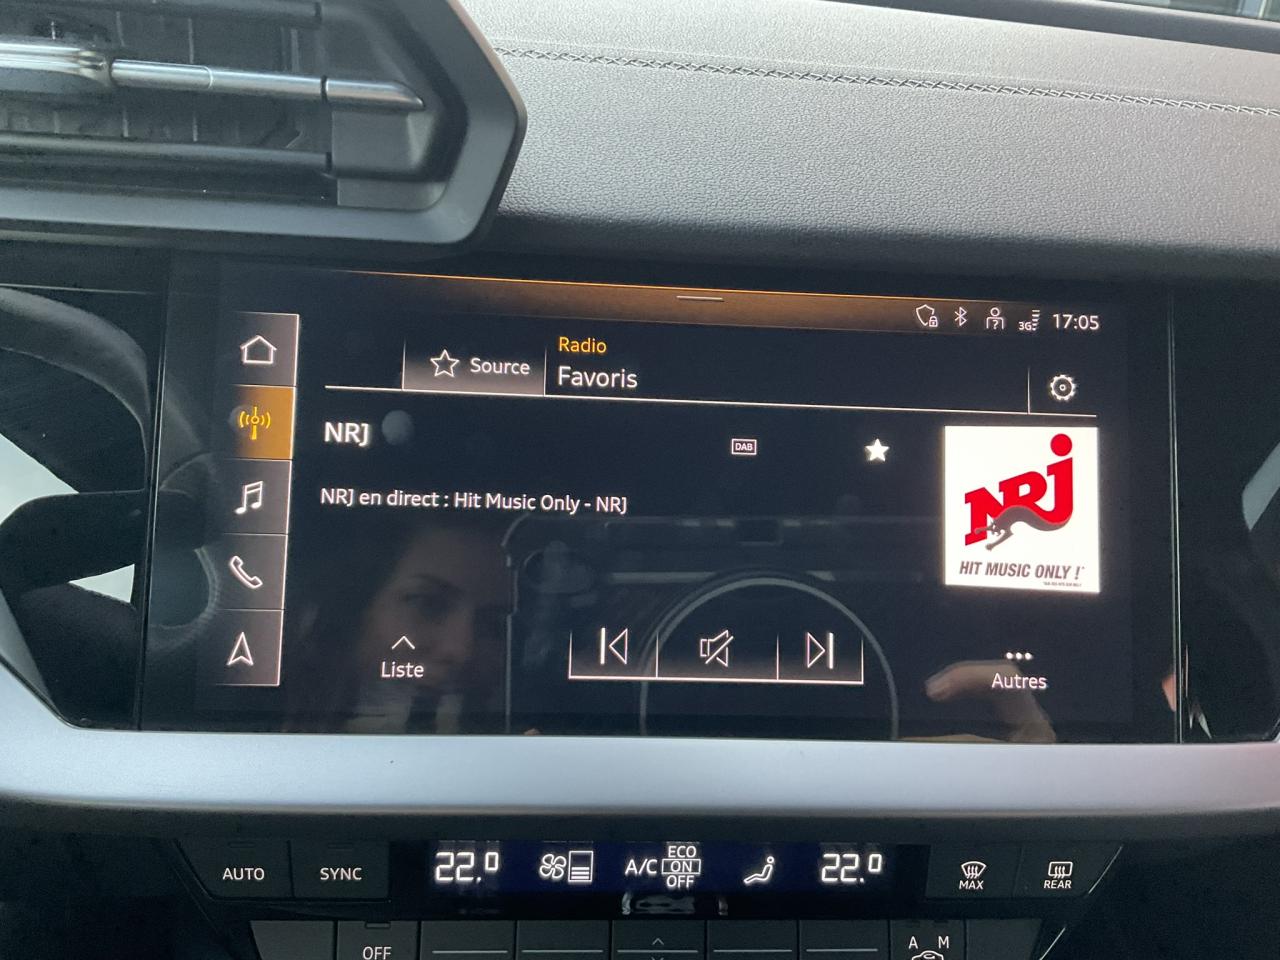 3G
17:05
Source
Radio
Favoris
NRJ
DAB
NRJ en direct : Hit Music Only - NRJ
NRJ
HIT MUSIC ONLY !
Liste
Autres
AUTO
SYNC
22.0
A/C
ECO
ON
OFF
22.0
MAX
REAR
OFF
A M